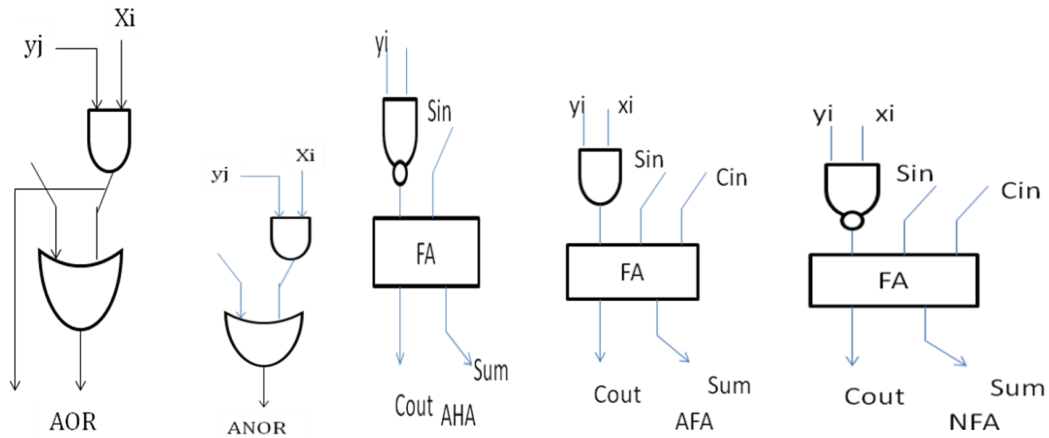 Xi
yj
AOR
Xi
yj
ANOR
yi
Sin
FA
Sum
Cout AHA
yi xi
Sin
Cin
FA
Cout
Sum
AFA
yi xi
Sin
Cin
FA
Cout
Sum
NFA